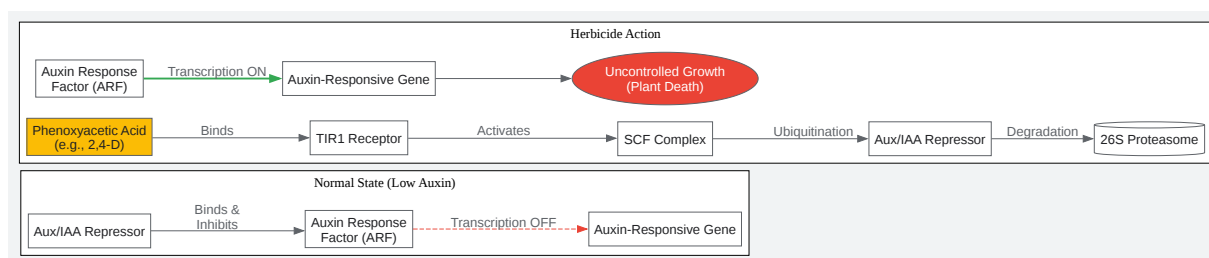 Herbicide Action
Auxin Response
Factor (ARF)
Transcription ON
Auxin-Responsive Gene
Uncontrolled Growth
(Plant Death)
Phenoxyacetic Acid
(e.g., 2,4-D)
Binds
TIR1 Receptor
Activates
SCF Complex
Ubiquitination
Aux/IAA Repressor
Degradation
26S Proteasome
Normal State (Low Auxin)
Aux/IAA Repressor
Binds &
Inhibits
Auxin Response
Factor (ARF)
Transcription OFF
Auxin-Responsive Gene